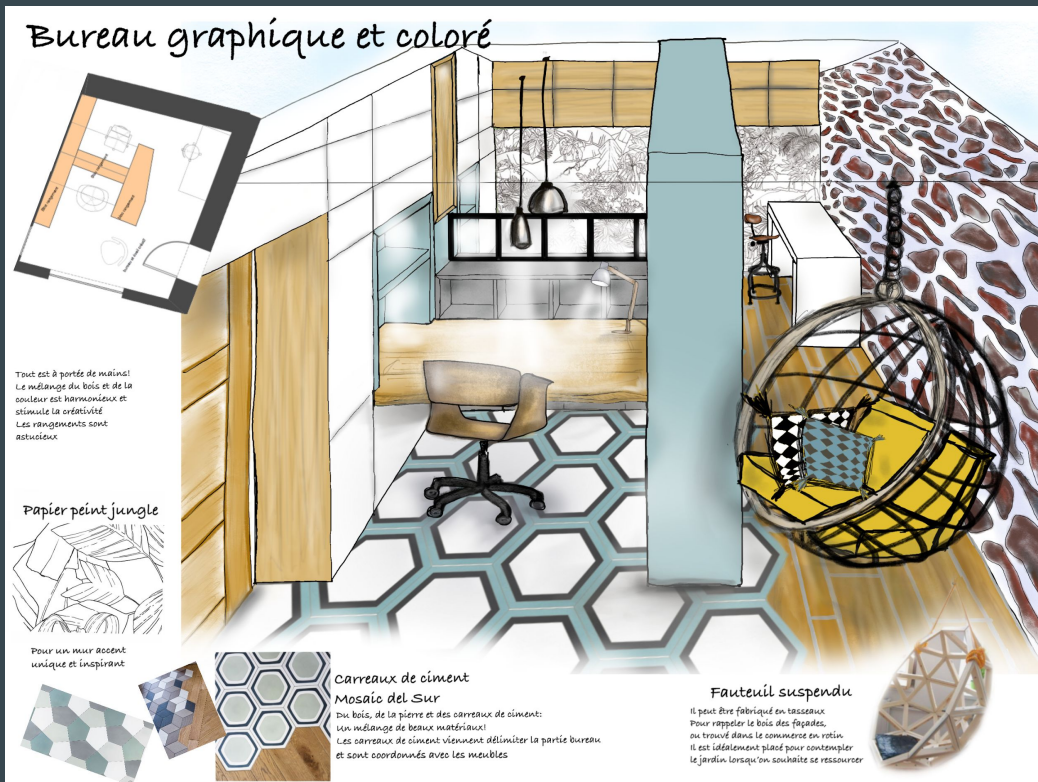 Bureau graphique et coloré
Tout est à portée de mains!
Le mélange du bois et de la
couleur est harmonieux et
stimule la créativité
Les rangements sont
astucieux
Papier peint jungle
Pour un mur accent
unique et inspirant
Carreaux de ciment
Mosaic del Sur
Du bois, de la pierre et des carreaux de ciment:
Un mélange de beaux matériaux!
Les carreaux de ciment viennent délimiter la partie bureau
et sont coordonnés avec les meubles
Fauteuil suspendu
Il peut être fabriqué en tasseaux
Pour rappeler le bois des façades,
ou trouvé dans le commerce en rotin
Il est idéalement placé pour contempler
le jardin lorsqu'on souhaite se ressourcer